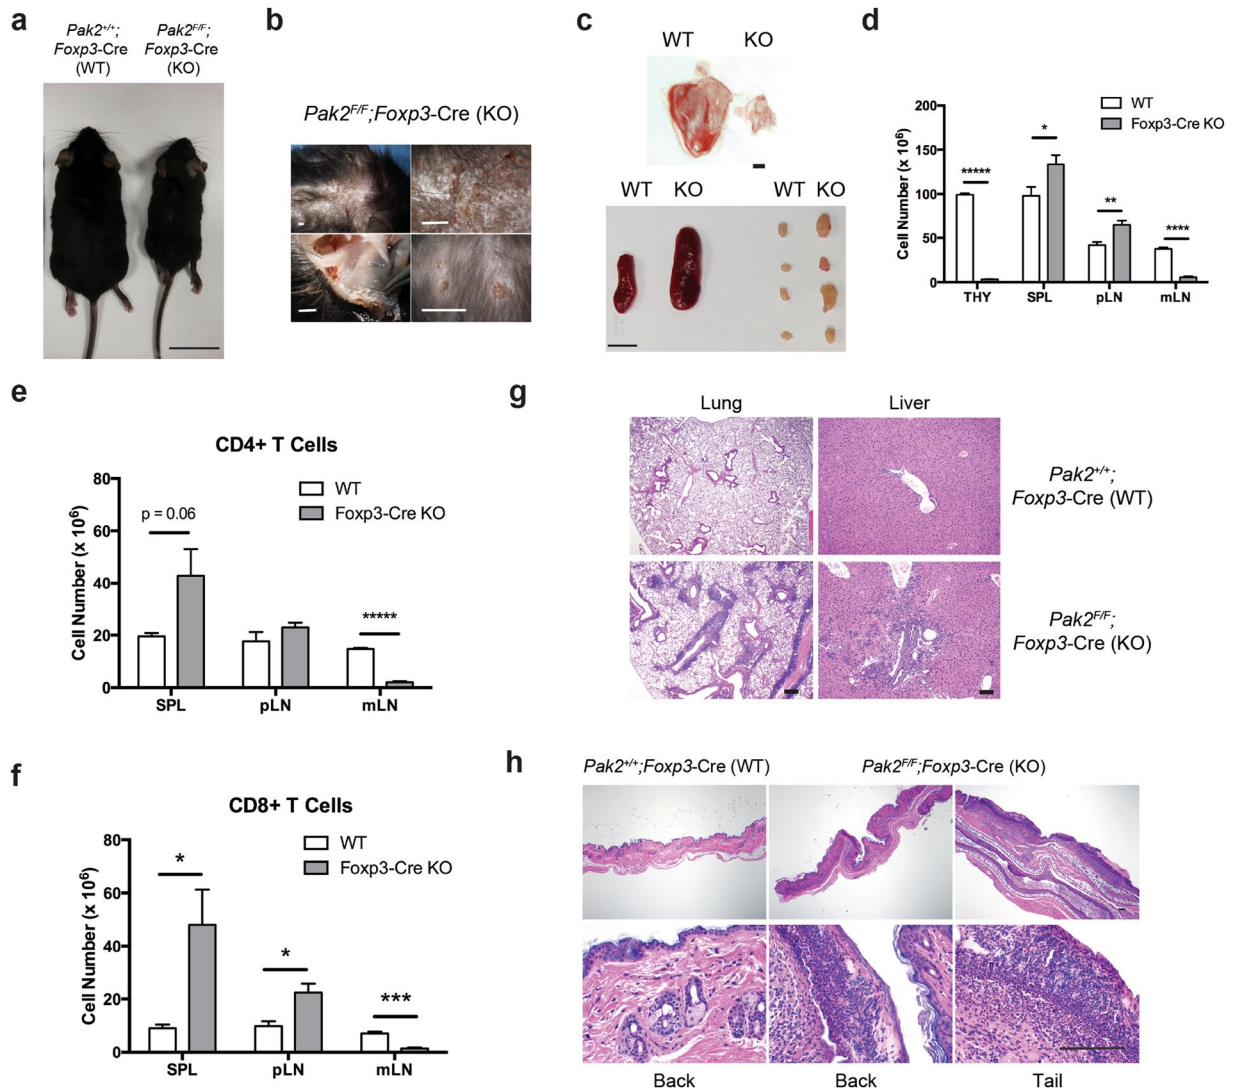 a
Pak2+/+;
Foxp3-Cre
(WT)
Pak2F/F;
Foxp3-Cre
(KO)
b
Pak2F/F;Foxp3-Cre (KO)
c
WT
KO
WT
KO
WT
KO
d
WT
Foxp3-Cre KO
Cell Number (x 10⁶)
200
150
100
50
0
*****
*
**
****
THY
SPL
pLN
mLN
e
CD4+ T Cells
WT
Foxp3-Cre KO
Cell Number (x 10⁶)
80
60
40
20
0
p = 0.06
*****
SPL
pLN
mLN
f
CD8+ T Cells
WT
Foxp3-Cre KO
Cell Number (x 10⁶)
80
60
40
20
0
*
*
***
SPL
pLN
mLN
g
Lung
Liver
Pak2+/+;
Foxp3-Cre (WT)
Pak2F/F;
Foxp3-Cre (KO)
h
Pak2+/+;Foxp3-Cre (WT)
Pak2F/F;Foxp3-Cre (KO)
Back
Back
Tail